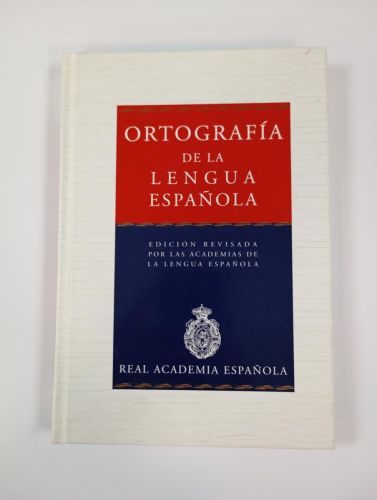 ORTOGRAFÍA
DE LA
LENGUA
ESPAÑOLA
EDICIÓN REVISADA
POR LAS ACADEMIAS DE
LA LENGUA ESPAÑOLA
REAL ACADEMIA ESPAÑOLA